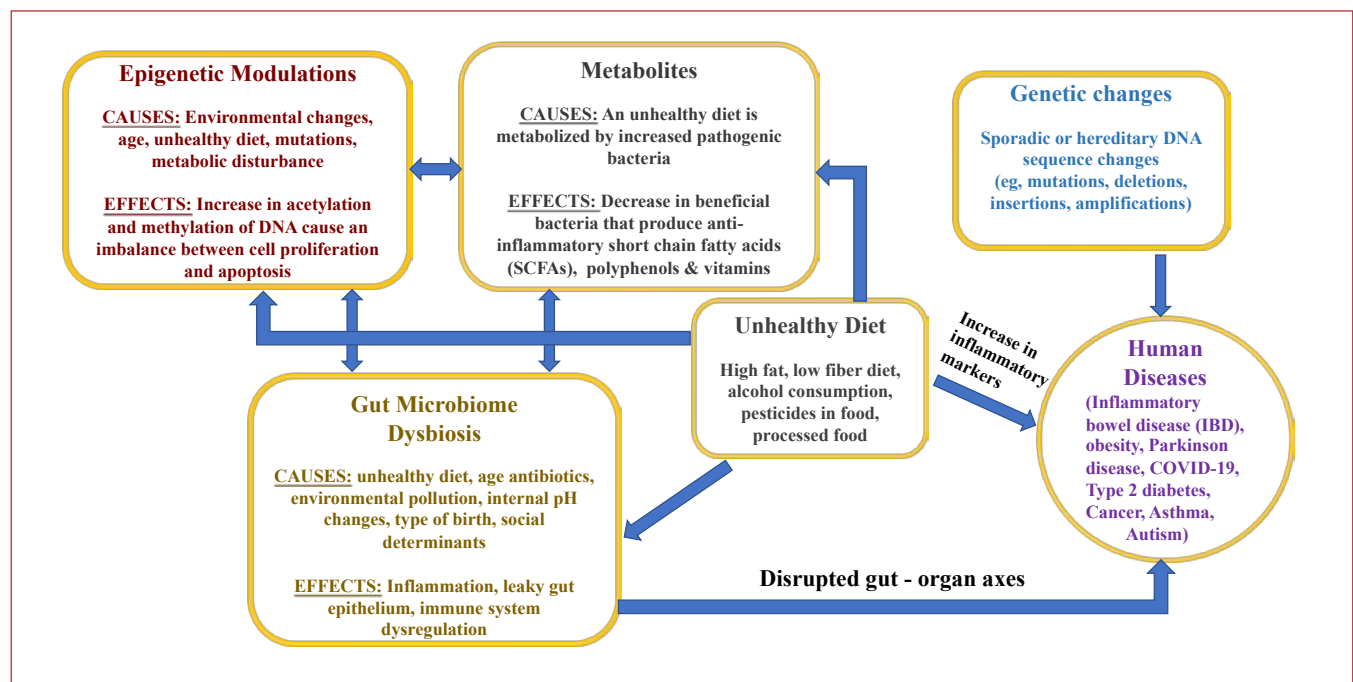 Epigenetic Modulations
CAUSES: Environmental changes,
age, unhealthy diet, mutations,
metabolic disturbance
EFFECTS: Increase in acetylation
and methylation of DNA cause an
imbalance between cell proliferation
and apoptosis
Metabolites
CAUSES: An unhealthy diet is
metabolized by increased pathogenic
bacteria
EFFECTS: Decrease in beneficial
bacteria that produce anti-
inflammatory short chain fatty acids
(SCFAs), polyphenols & vitamins
Genetic changes
Sporadic or hereditary DNA
sequence changes
(eg, mutations, deletions,
insertions, amplifications)
Unhealthy Diet
High fat, low fiber diet,
alcohol consumption,
pesticides in food,
processed food
Increase in
inflammatory
markers
Human
Diseases
(Inflammatory
bowel disease (IBD),
obesity, Parkinson
disease, COVID-19,
Type 2 diabetes,
Cancer, Asthma,
Autism)
Gut Microbiome
Dysbiosis
CAUSES: unhealthy diet, age antibiotics,
environmental pollution, internal pH
changes, type of birth, social
determinants
EFFECTS: Inflammation, leaky gut
epithelium, immune system
dysregulation
Disrupted gut - organ axes